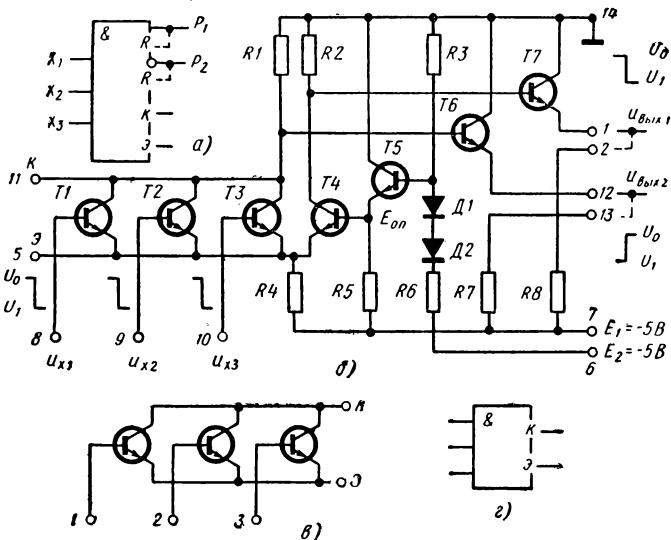 &
R
P₁
P₂
R
X₁
X₂
X₃
К
Э
а)
R1
R2
R3
14
U₀
U₁
T7
T6
T5
1
uвых1
2
12
uвых2
13
U₀
U₁
К
11
T1
T2
T3
T4
Eоп
Д1
Д2
Э
5
U₀
U₁
R4
R5
R6
R7
R8
7
E₁=-5В
E₂=-5В
6
8
9
10
uх1
uх2
uх3
б)
К
Э
1
2
3
в)
&
К
Э
г)